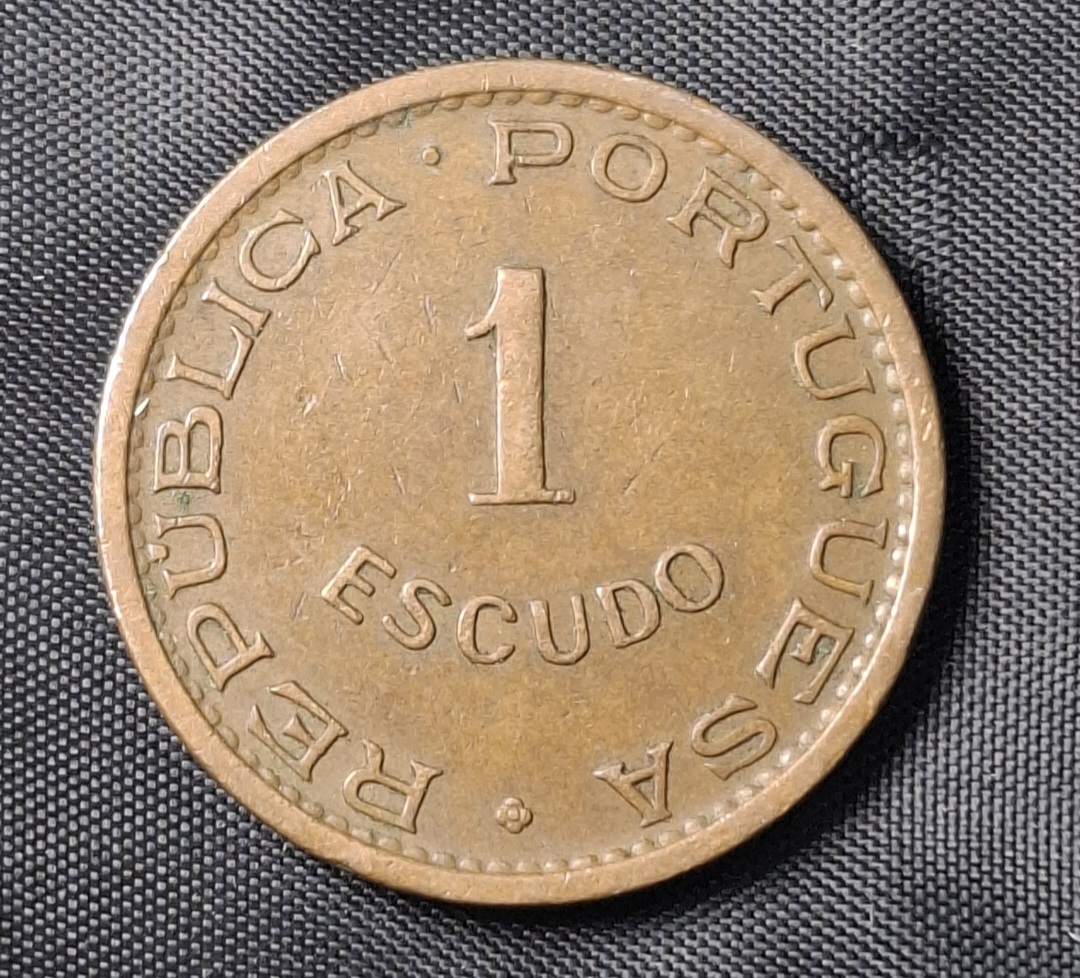 REPÚBLICA · PORTUGUESA
1
ESCUDO